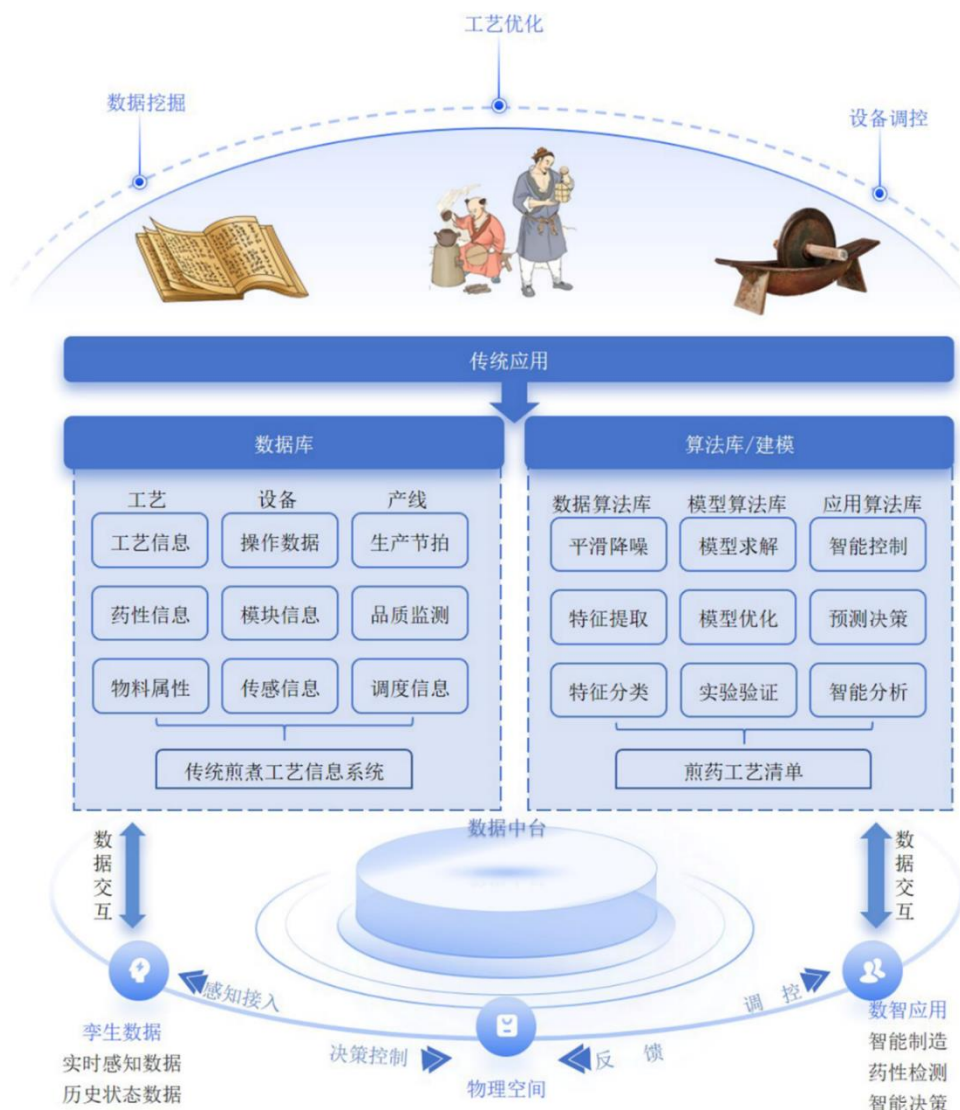 工艺优化
数据挖掘
设备调控
传统应用
数据库
工艺
设备
产线
工艺信息
操作数据
生产节拍
药性信息
模块信息
品质监测
物料属性
传感信息
调度信息
传统煎煮工艺信息系统
算法库/建模
数据算法库
模型算法库
应用算法库
平滑降噪
模型求解
智能控制
特征提取
模型优化
预测决策
特征分类
实验验证
智能分析
煎药工艺清单
数据中台
数据交互
数据交互
感知接入
调 控
决策控制
反 馈
孪生数据
实时感知数据
历史状态数据
物理空间
数智应用
智能制造
药性检测
智能决策